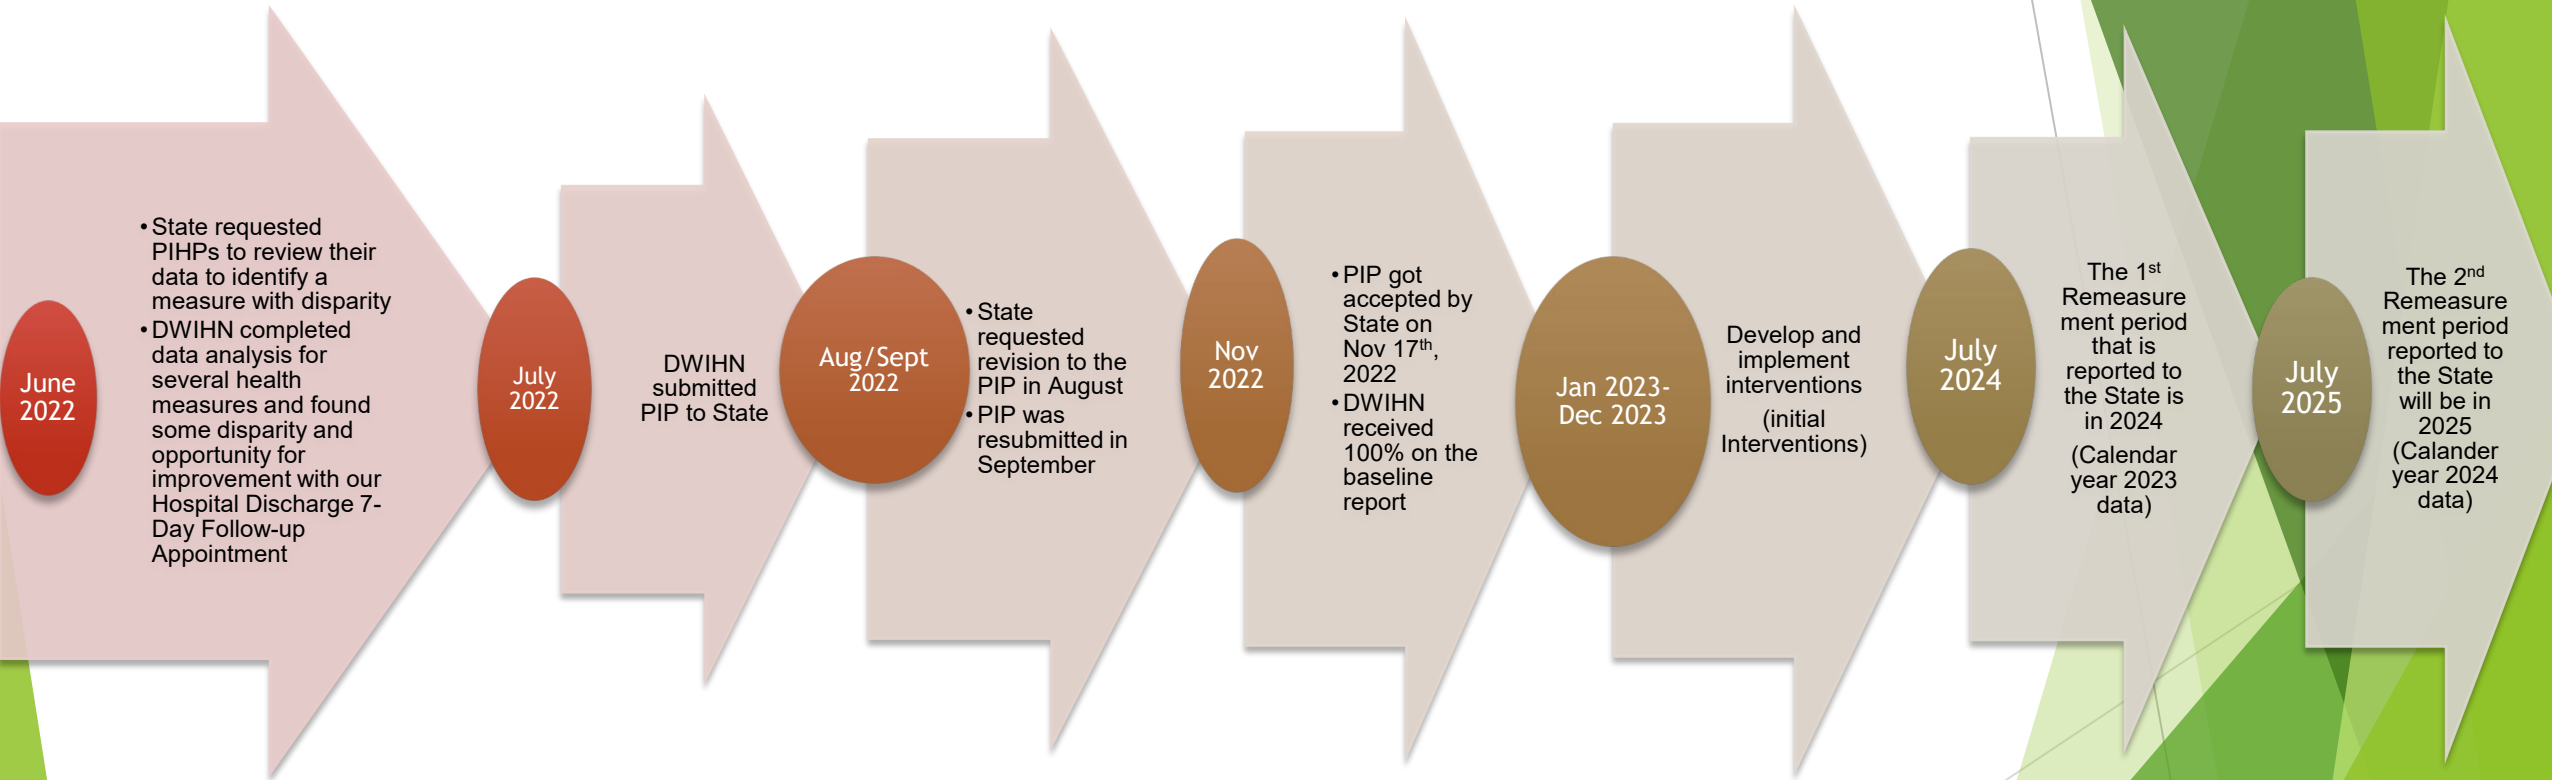 June
2022
• State requested
PIHPs to review their
data to identify a
measure with disparity
• DWIHN completed
data analysis for
several health
measures and found
some disparity and
opportunity for
improvement with our
Hospital Discharge 7-
Day Follow-up
Appointment
July
2022
DWIHN
submitted
PIP to State
Aug/Sept
2022
• State
requested
revision to the
PIP in August
• PIP was
resubmitted in
September
Nov
2022
• PIP got
accepted by
State on
Nov 17th,
2022
• DWIHN
received
100% on the
baseline
report
Jan 2023-
Dec 2023
Develop and
implement
interventions
(initial
Interventions)
July
2024
The 1st
Remeasure
ment period
that is
reported to
the State is
in 2024
(Calendar
year 2023
data)
July
2025
The 2nd
Remeasure
ment period
reported to
the State
will be in
2025
(Calander
year 2024
data)